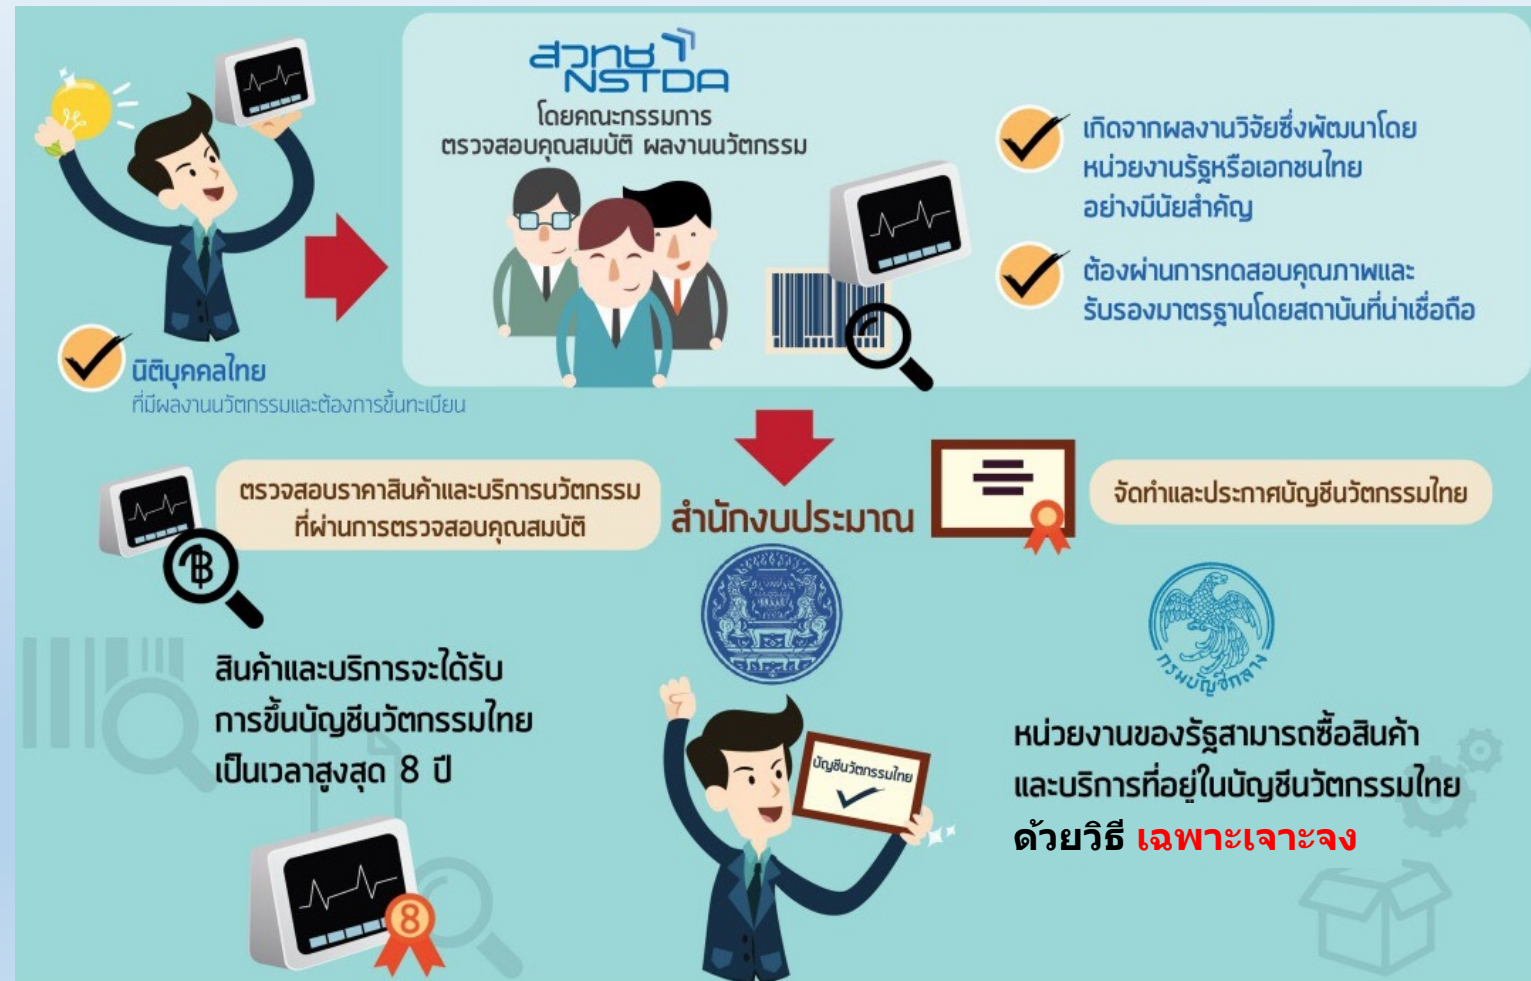 สวทช
NSTDA
โดยคณะกรรมการ
ตรวจสอบคุณสมบัติ ผลงานนวัตกรรม
เกิดจากผลงานวิจัยซึ่งพัฒนาโดย
หน่วยงานรัฐหรือเอกชนไทย
อย่างมีนัยสำคัญ
ต้องผ่านการทดสอบคุณภาพและ
รับรองมาตรฐานโดยสถาบันที่น่าเชื่อถือ
นิติบุคคลไทย
ที่มีผลงานนวัตกรรมและต้องการขึ้นทะเบียน
ตรวจสอบราคาสินค้าและบริการนวัตกรรม
ที่ผ่านการตรวจสอบคุณสมบัติ
สำนักงบประมาณ
จัดทำและประกาศบัญชีนวัตกรรมไทย
฿
กรมบัญชีกลาง
สินค้าและบริการจะได้รับ
การขึ้นบัญชีนวัตกรรมไทย
เป็นเวลาสูงสุด 8 ปี
บัญชีนวัตกรรมไทย
หน่วยงานของรัฐสามารถซื้อสินค้า
และบริการที่อยู่ในบัญชีนวัตกรรมไทย
ด้วยวิธี เฉพาะเจาะจง
8